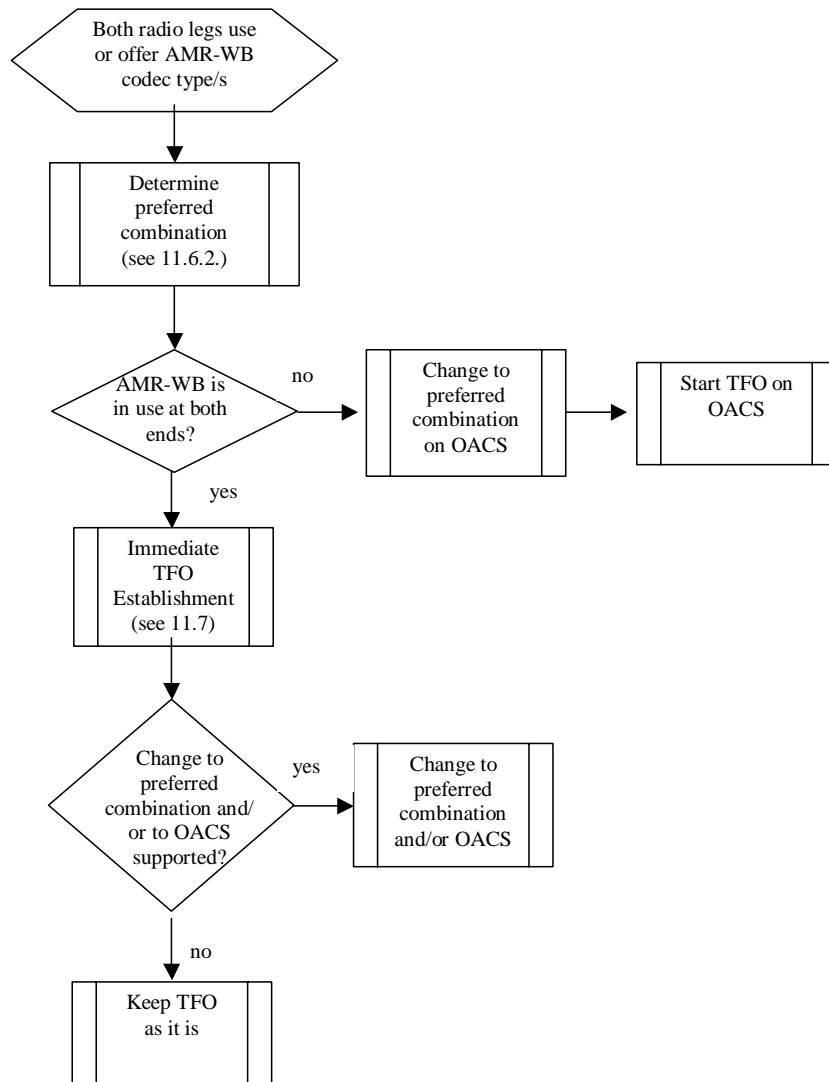 Both radio legs use
or offer AMR-WB
codec type/s
Determine
preferred
combination
(see 11.6.2.)
AMR-WB is
in use at both
ends?
no
Change to
preferred
combination
on OACS
Start TFO on
OACS
yes
Immediate
TFO
Establishment
(see 11.7)
Change to
preferred
combination and/
or to OACS
supported?
yes
Change to
preferred
combination
and/or OACS
no
Keep TFO
as it is